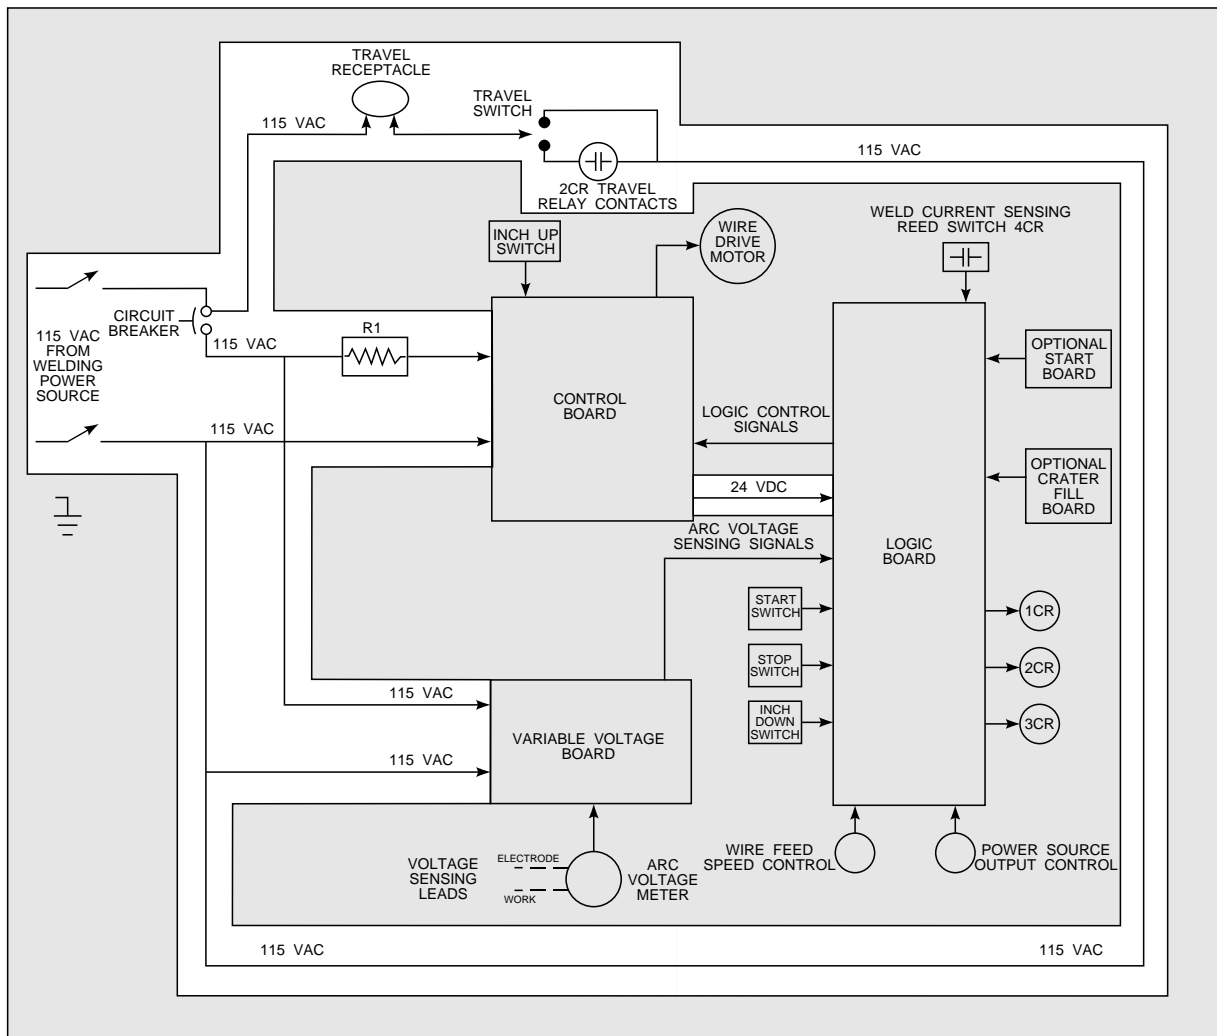 TRAVEL
RECEPTACLE
TRAVEL
SWITCH
115 VAC
115 VAC
2CR TRAVEL
RELAY CONTACTS
INCH UP
SWITCH
WIRE
DRIVE
MOTOR
WELD CURRENT SENSING
REED SWITCH 4CR
CIRCUIT
BREAKER
115 VAC
FROM
WELDING
POWER
SOURCE
R1
115 VAC
OPTIONAL
START
BOARD
CONTROL
BOARD
LOGIC CONTROL
SIGNALS
115 VAC
OPTIONAL
CRATER
FILL
BOARD
24 VDC
ARC VOLTAGE
SENSING SIGNALS
LOGIC
BOARD
START
SWITCH
1CR
STOP
SWITCH
2CR
INCH
DOWN
SWITCH
3CR
115 VAC
VARIABLE VOLTAGE
BOARD
115 VAC
VOLTAGE
SENSING
LEADS
ELECTRODE
WORK
ARC
VOLTAGE
METER
WIRE FEED
SPEED CONTROL
POWER SOURCE
OUTPUT CONTROL
115 VAC
115 VAC